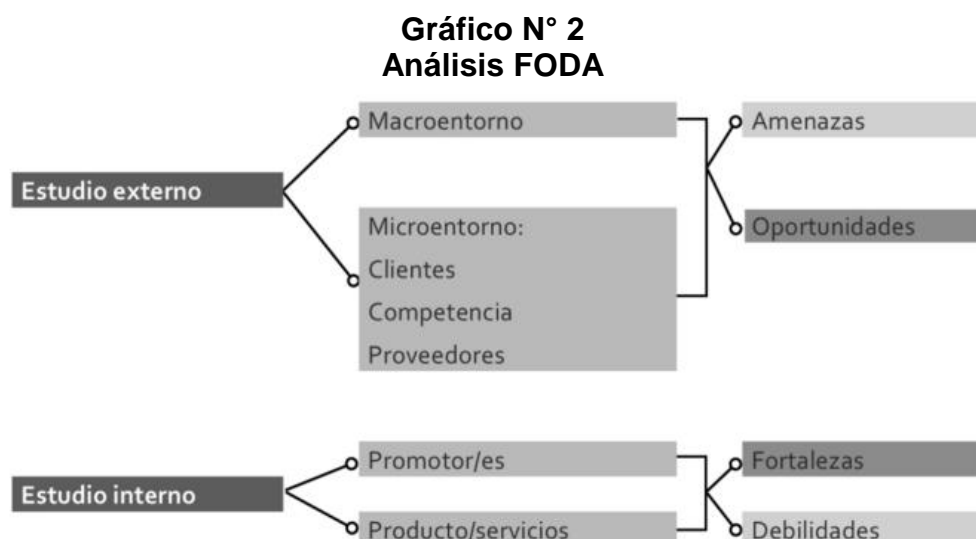 Gráfico N° 2
Análisis FODA
Estudio externo
Macroentorno
Microentorno:
Clientes
Competencia
Proveedores
Amenazas
Oportunidades
Estudio interno
Promotor/es
Producto/servicios
Fortalezas
Debilidades